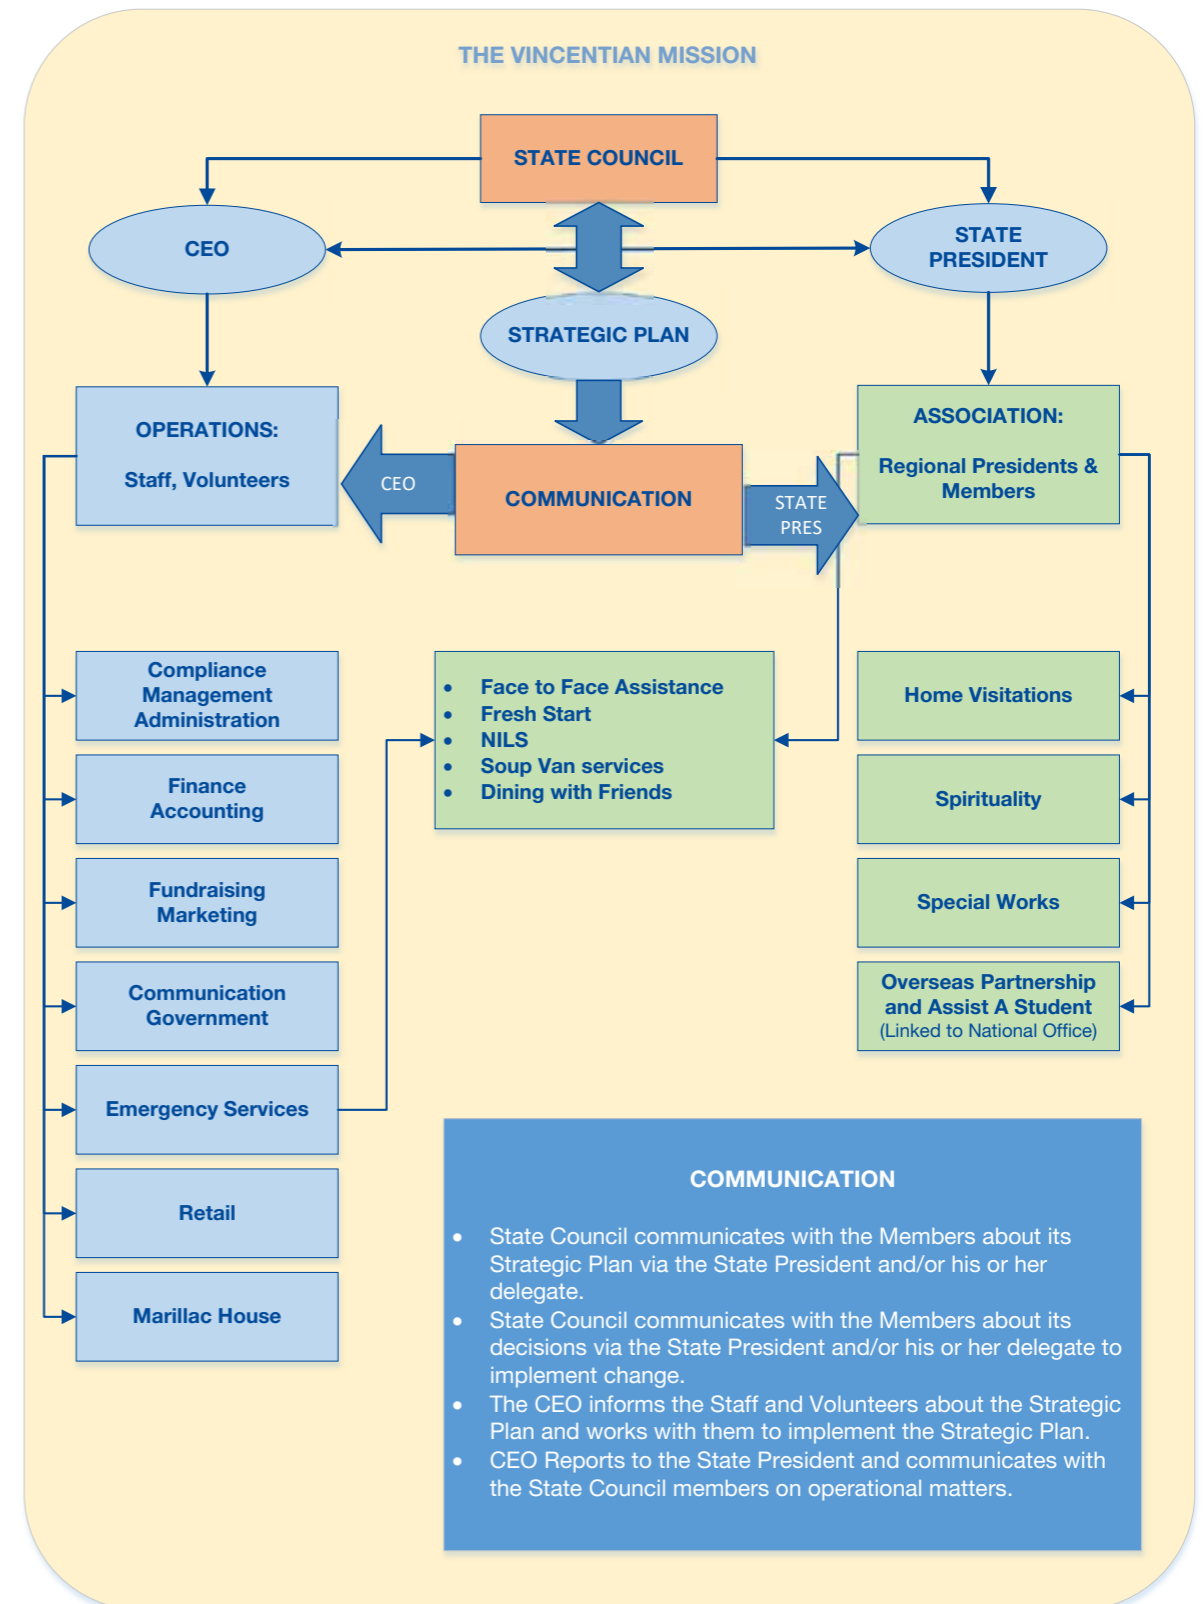 THE VINCENTIAN MISSION
STATE COUNCIL
CEO
STATE
PRESIDENT
STRATEGIC PLAN
OPERATIONS:
Staff, Volunteers
ASSOCIATION:
Regional Presidents &
Members
CEO
COMMUNICATION
STATE
PRES
Compliance
Management
Administration
Finance
Accounting
Fundraising
Marketing
Communication
Government
Emergency Services
Retail
Marillac House
• Face to Face Assistance
• Fresh Start
• NILS
• Soup Van services
• Dining with Friends
Home Visitations
Spirituality
Special Works
Overseas Partnership
and Assist A Student
(Linked to National Office)
COMMUNICATION
• State Council communicates with the Members about its
Strategic Plan via the State President and/or his or her
delegate.
• State Council communicates with the Members about its
decisions via the State President and/or his or her delegate to
implement change.
• The CEO informs the Staff and Volunteers about the Strategic
Plan and works with them to implement the Strategic Plan.
• CEO Reports to the State President and communicates with
the State Council members on operational matters.